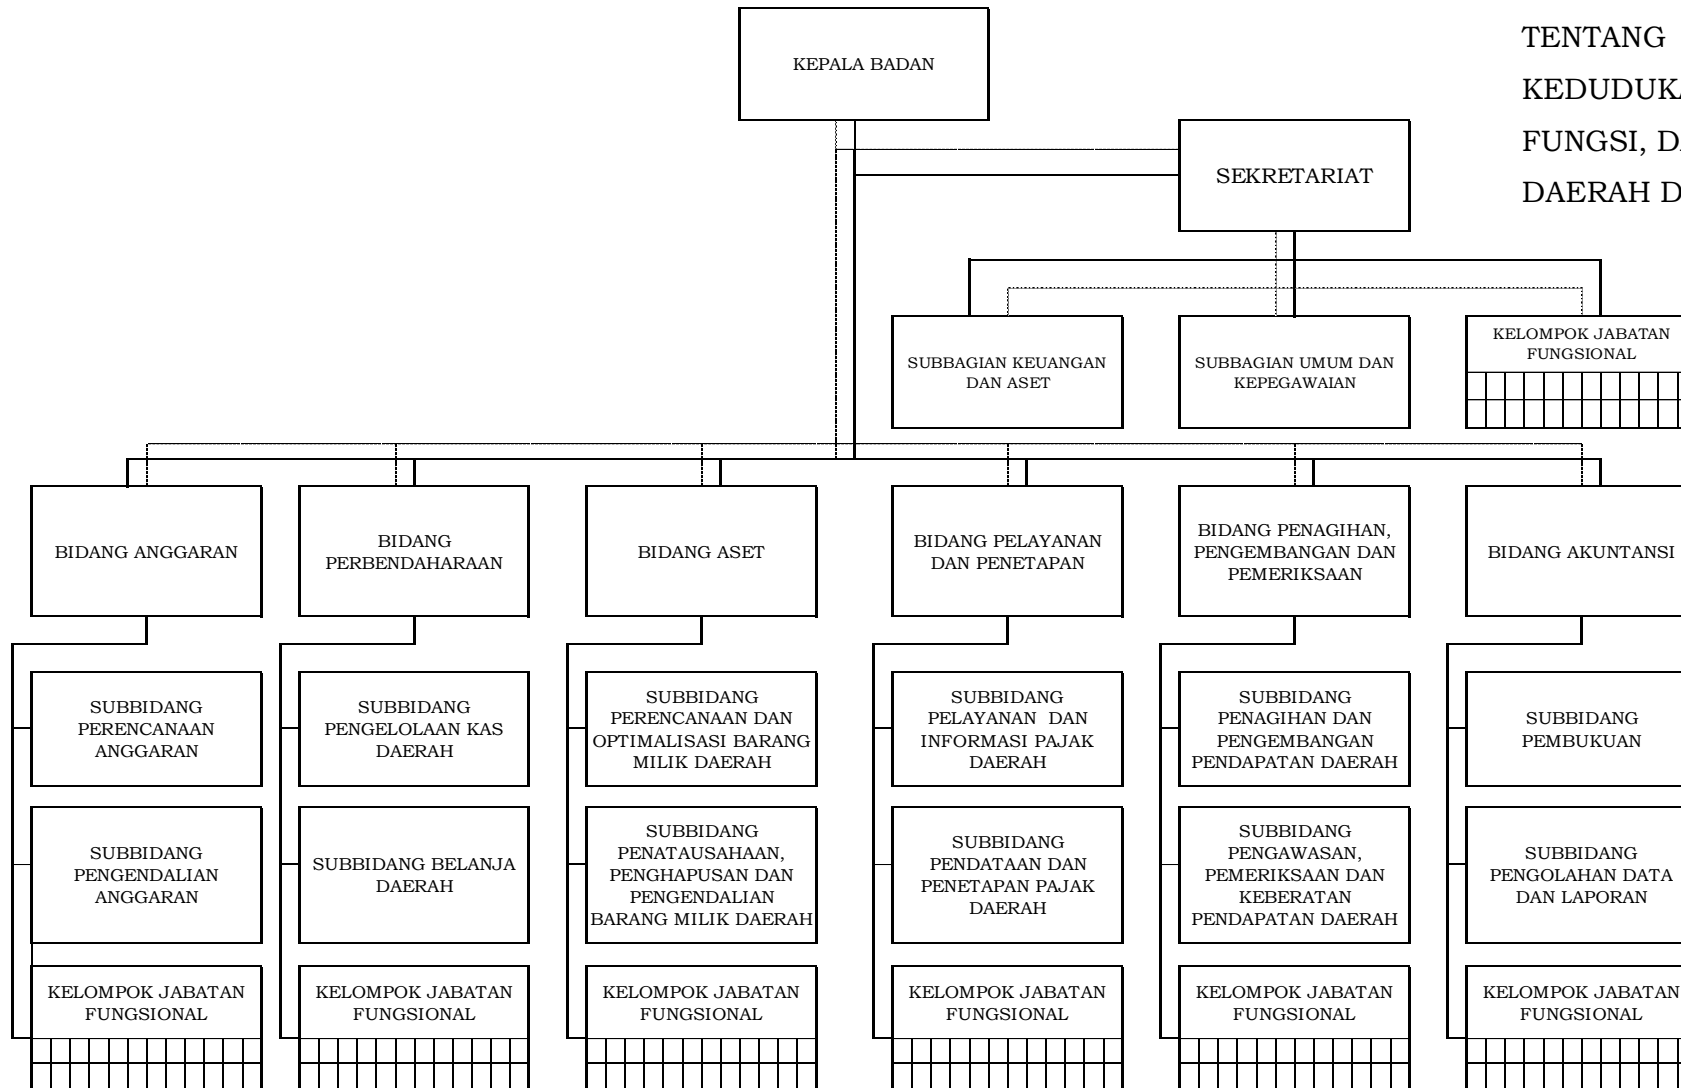 TENTANG
FUNGSI,
DAERAH
KEPALA BADAN
SEKRETARIAT
SUBBAGIAN KEUANGAN
DAN ASET
SUBBAGIAN UMUM DAN
KEPEGAWAIAN
KELOMPOK JABATAN
FUNGSIONAL
BIDANG ANGGARAN
BIDANG
PERBENDAHARAAN
BIDANG ASET
BIDANG PELAYANAN
DAN PENETAPAN
BIDANG PENAGIHAN,
PENGEMBANGAN DAN
PEMERIKSAAN
BIDANG AKUNTANSI
SUBBIDANG
PERENCANAAN
ANGGARAN
SUBBIDANG
PENGELOLAAN KAS
DAERAH
SUBBIDANG
PERENCANAAN DAN
OPTIMALISASI BARANG
MILIK DAERAH
SUBBIDANG
PELAYANAN DAN
INFORMASI PAJAK
DAERAH
SUBBIDANG
PENAGIHAN DAN
PENGEMBANGAN
PENDAPATAN DAERAH
SUBBIDANG
PEMBUKUAN
SUBBIDANG
PENGENDALIAN
ANGGARAN
SUBBIDANG BELANJA
DAERAH
SUBBIDANG
PENATAUSAHAAN,
PENGHAPUSAN DAN
PENGENDALIAN
BARANG MILIK DAERAH
SUBBIDANG
PENDATAAN DAN
PENETAPAN PAJAK
DAERAH
SUBBIDANG
PENGAWASAN,
PEMERIKSAAN DAN
KEBERATAN
PENDAPATAN DAERAH
SUBBIDANG
PENGOLAHAN DATA
DAN LAPORAN
KELOMPOK JABATAN
FUNGSIONAL
KELOMPOK JABATAN
FUNGSIONAL
KELOMPOK JABATAN
FUNGSIONAL
KELOMPOK JABATAN
FUNGSIONAL
KELOMPOK JABATAN
FUNGSIONAL
KELOMPOK JABATAN
FUNGSIONAL